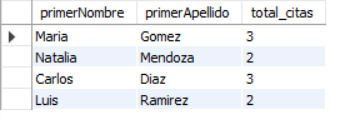 primerNombre primerApellido total_citas
Maria Gomez 3
Natalia Mendoza 2
Carlos Diaz 3
Luis Ramirez 2